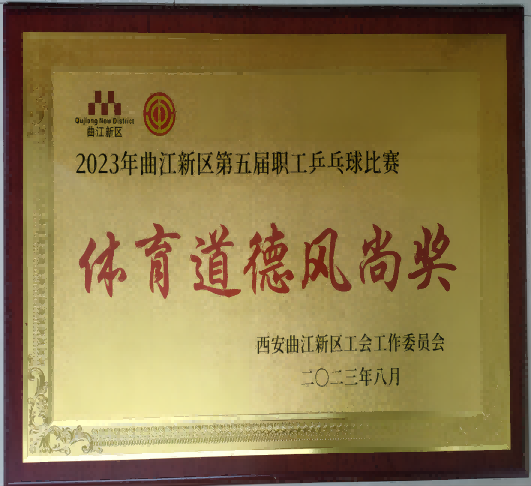 Qujiang New District
曲江新区
2023年曲江新区第五届职工乒乓球比赛
体育道德风尚奖
西安曲江新区工会工作委员会
二〇二三年八月